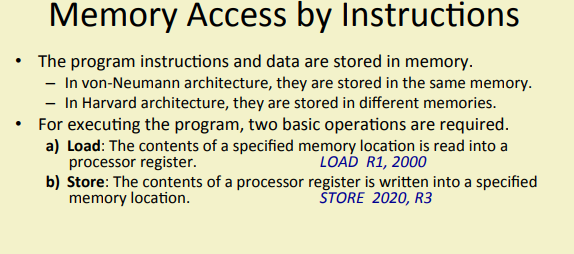 Memory Access by Instructions
• The program instructions and data are stored in memory.
– In von-Neumann architecture, they are stored in the same memory.
– In Harvard architecture, they are stored in different memories.
• For executing the program, two basic operations are required.
a) Load: The contents of a specified memory location is read into a
processor register. LOAD R1, 2000
b) Store: The contents of a processor register is written into a specified
memory location. STORE 2020, R3